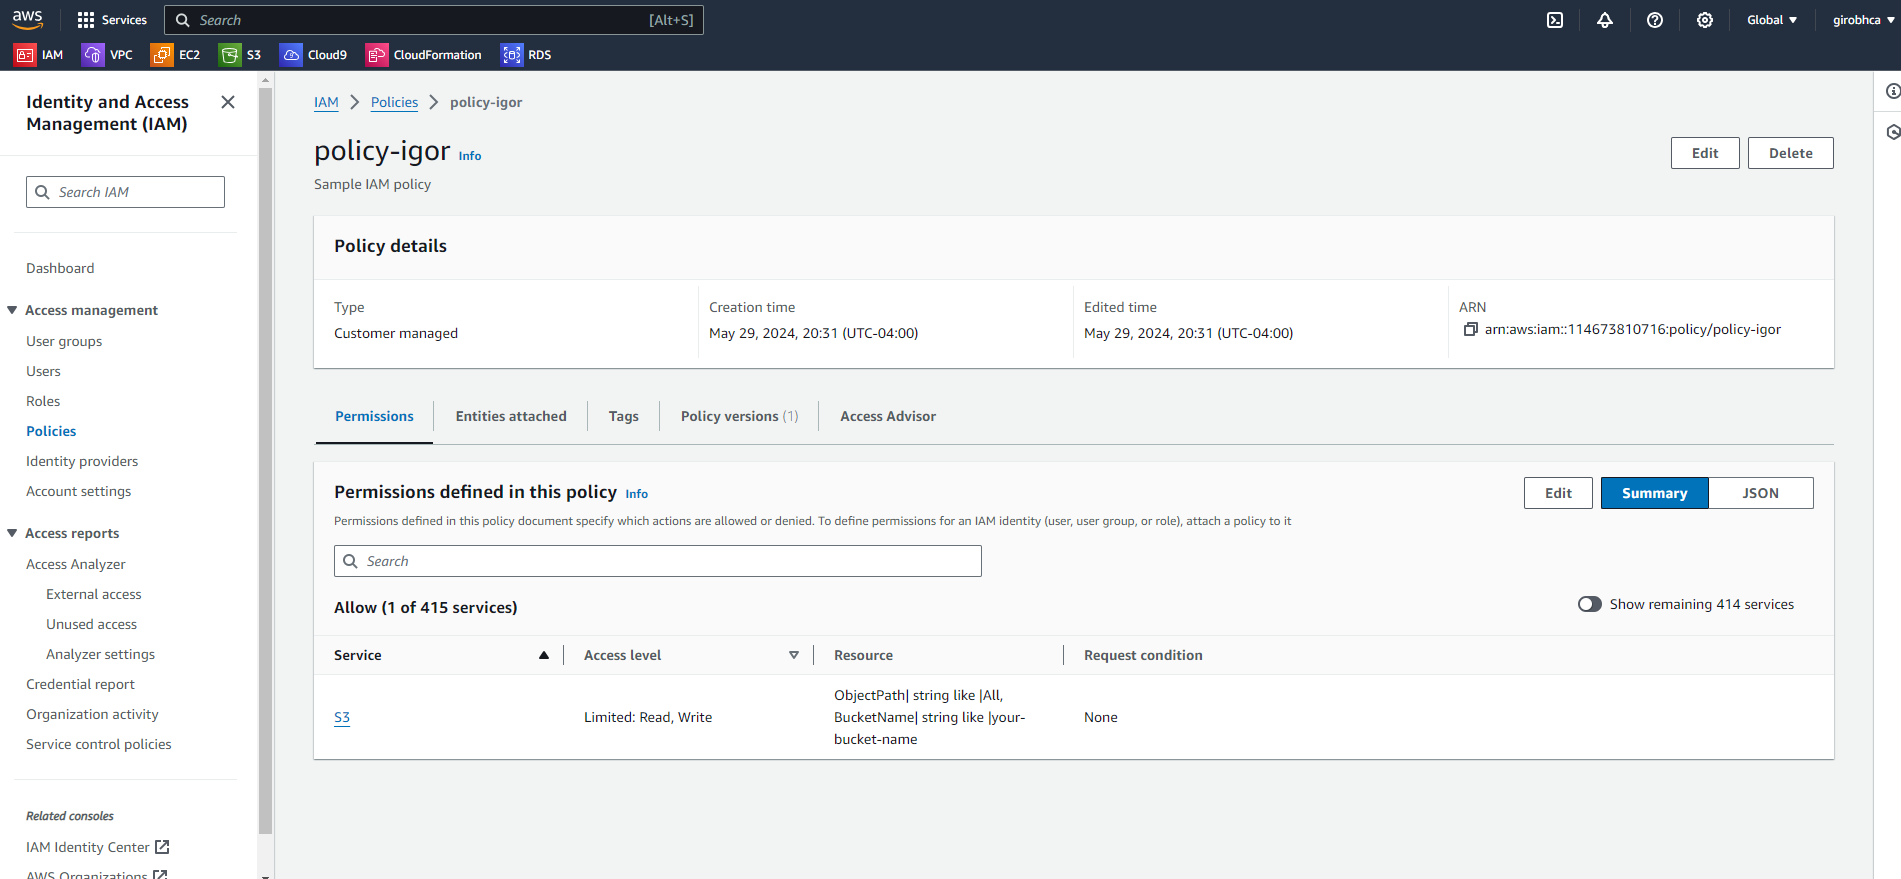 aws
Services
Search
[Alt+S]
Global
girobhca
IAM
VPC
EC2
S3
Cloud9
CloudFormation
RDS
Identity and Access
Management (IAM)
Search IAM
Dashboard
Access management
User groups
Users
Roles
Policies
Identity providers
Account settings
Access reports
Access Analyzer
External access
Unused access
Analyzer settings
Credential report
Organization activity
Service control policies
Related consoles
IAM Identity Center
AWS Organizations
IAM
Policies
policy-igor
policy-igor Info
Sample IAM policy
Edit
Delete
Policy details
Type
Customer managed
Creation time
May 29, 2024, 20:31 (UTC-04:00)
Edited time
May 29, 2024, 20:31 (UTC-04:00)
ARN
arn:aws:iam::114673810716:policy/policy-igor
Permissions
Entities attached
Tags
Policy versions (1)
Access Advisor
Permissions defined in this policy Info
Permissions defined in this policy document specify which actions are allowed or denied. To define permissions for an IAM identity (user, user group, or role), attach a policy to it
Edit
Summary
JSON
Search
Allow (1 of 415 services)
Show remaining 414 services
Service
Access level
Resource
Request condition
S3
Limited: Read, Write
ObjectPath| string like |All,
BucketName| string like |your-
bucket-name
None